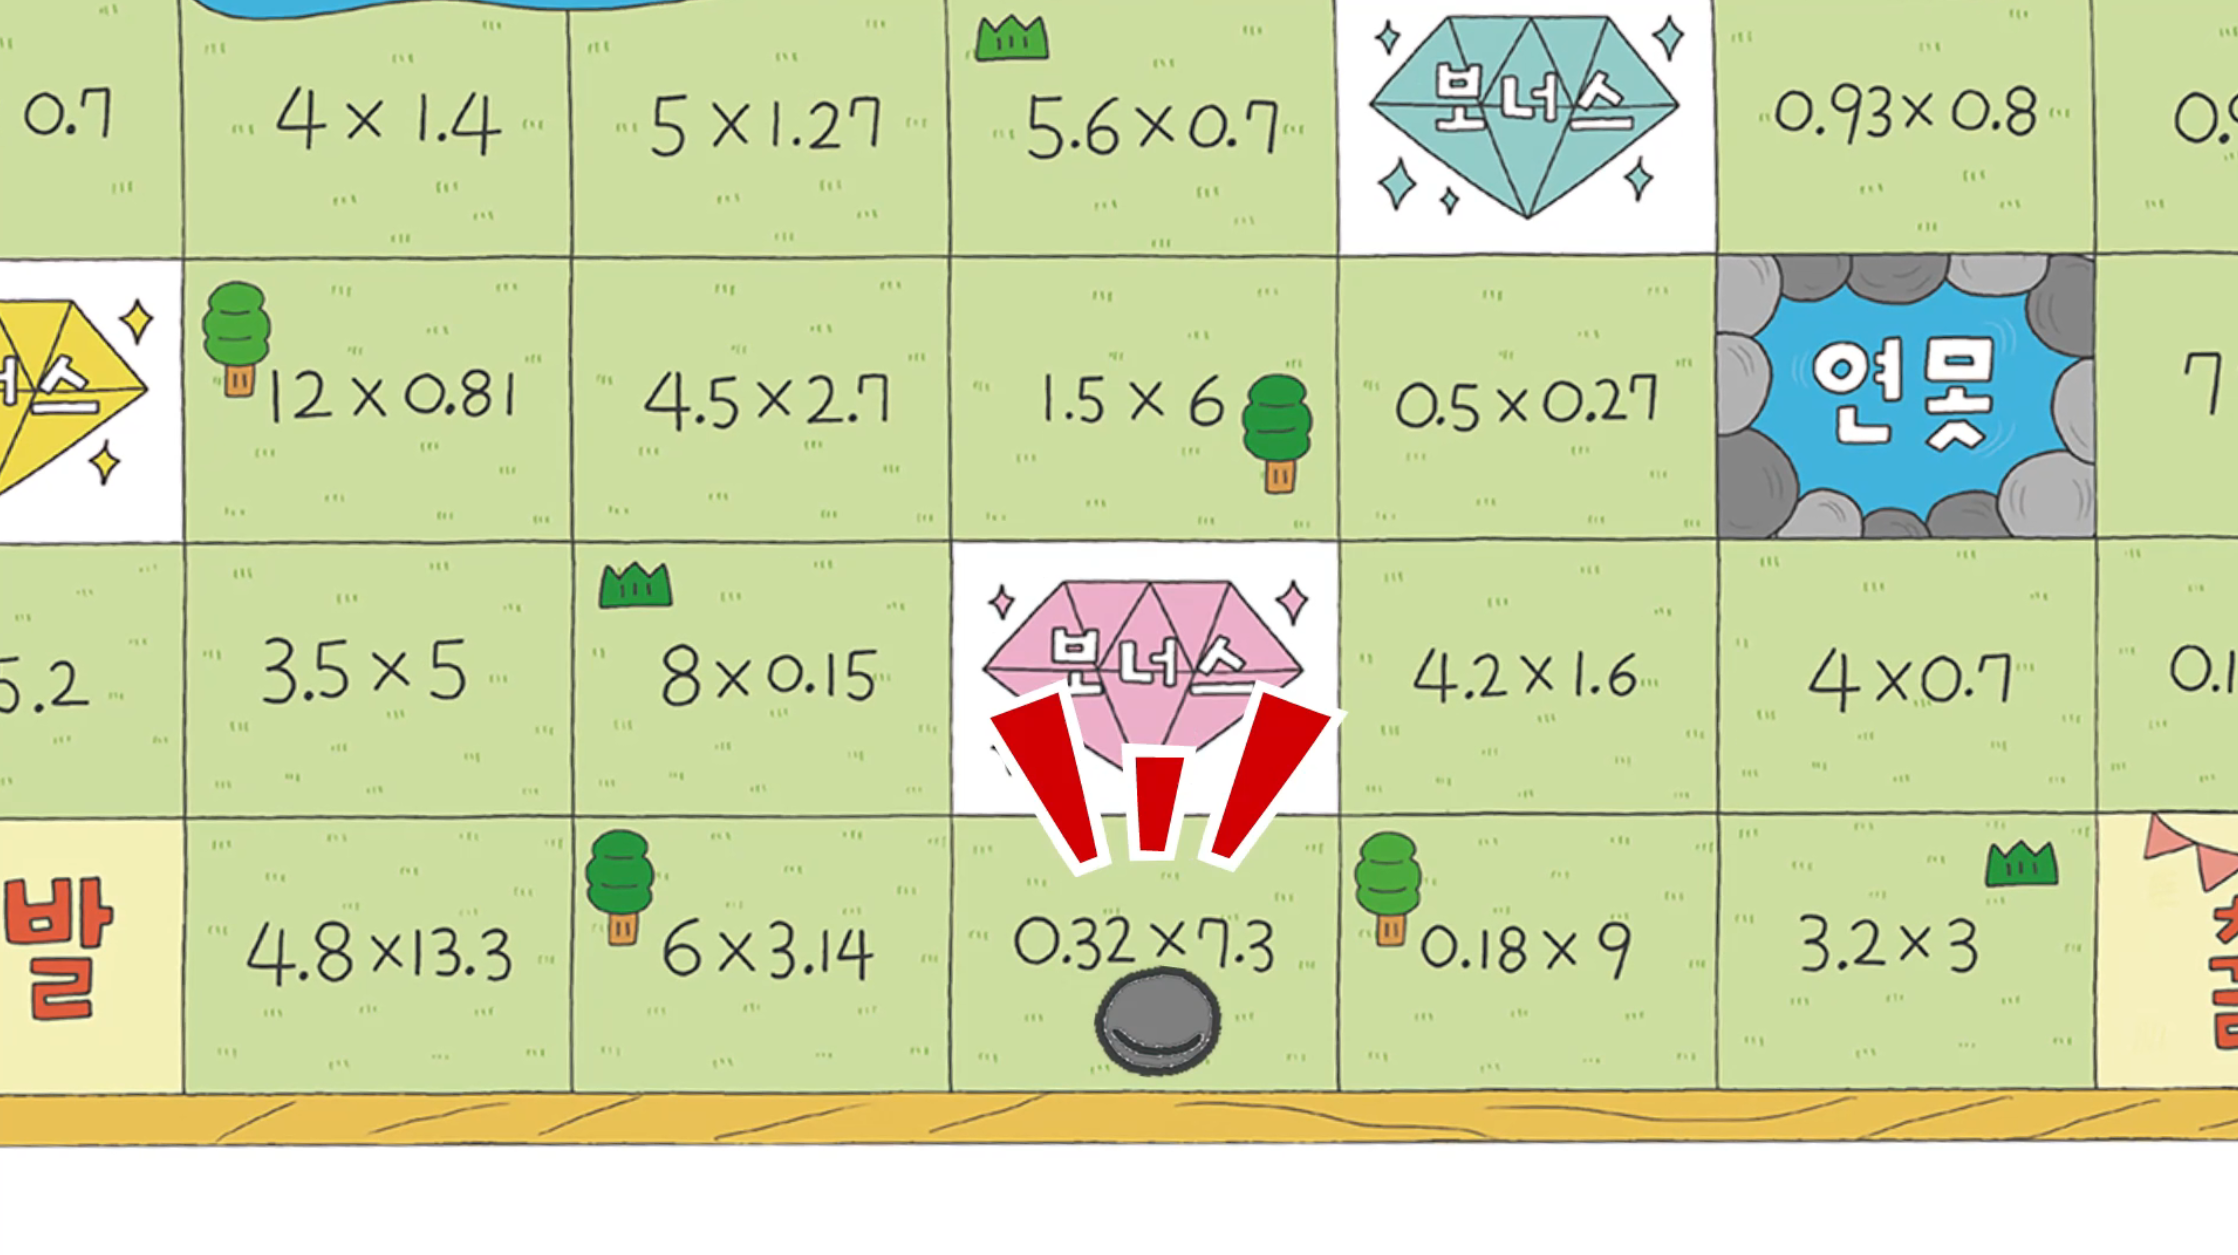 0.7 4 × 1.4 5 × 1.27 5.6 × 0.7 보너스 0.93 × 0.8
12 × 0.81 4.5 × 2.7 1.5 × 6 0.5 × 0.27 연못 7
5.2 3.5 × 5 8 × 0.15 보너스 4.2 × 1.6 4 × 0.7 0.1
발 4.8 × 13.3 6 × 3.14 0.32 × 7.3 0.18 × 9 3.2 × 3